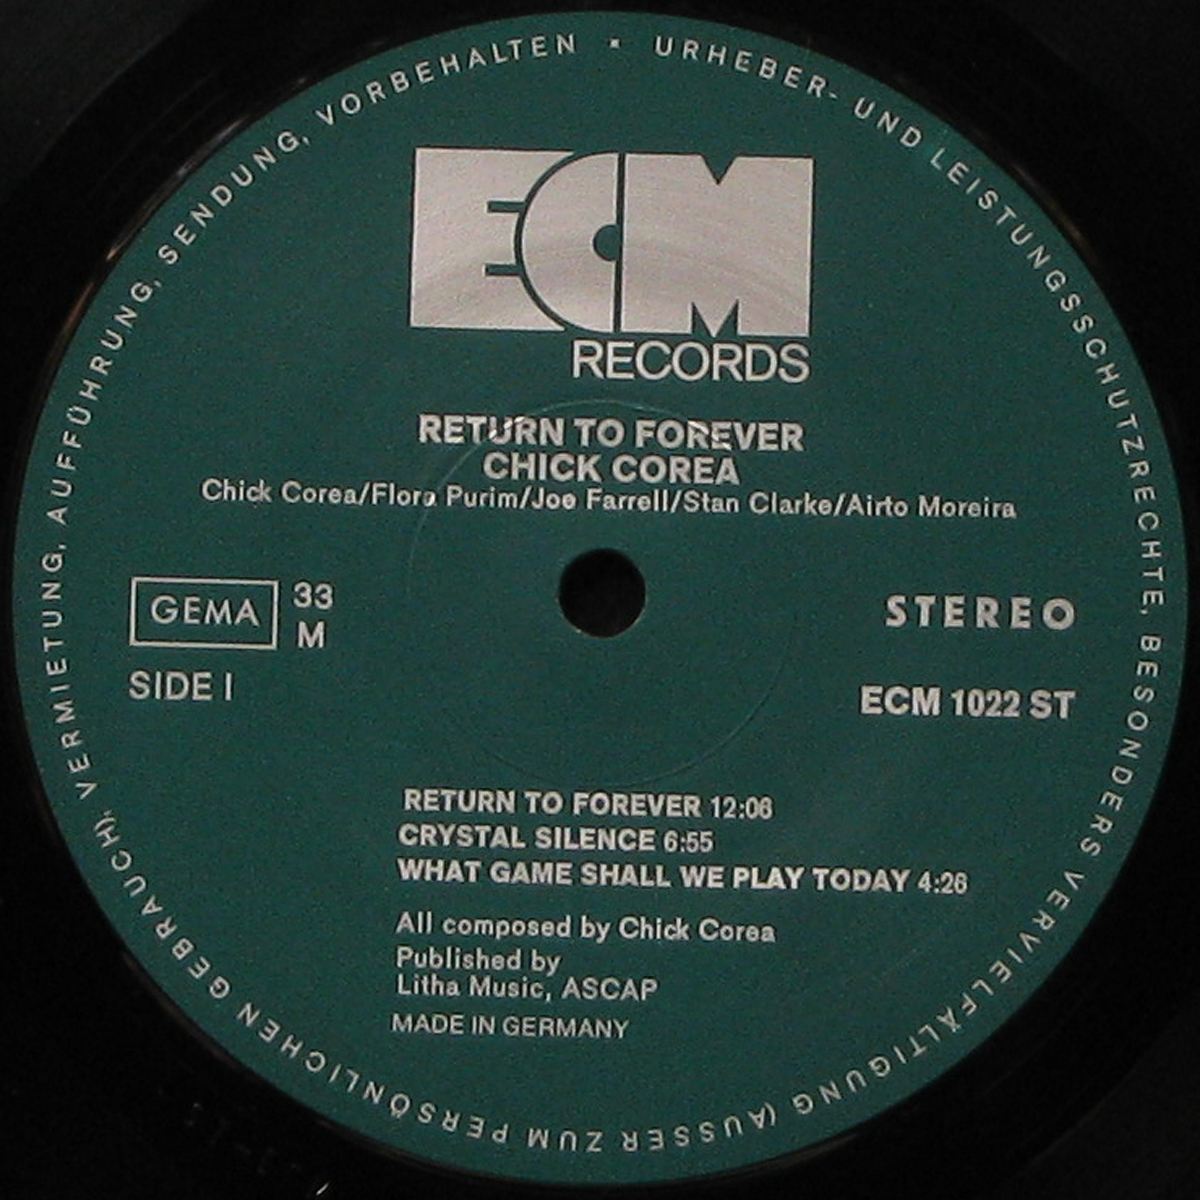 URHEBER- UND LEISTUNGSSCHUTZRECHTE, BESONDERS VERVIELFÄLTIGUNG (AUSSER ZUM PERSÖNLICHEN GEBRAUCH), VERMIETUNG, AUFFÜHRUNG, SENDUNG, VORBEHALTEN •
ECM
RECORDS
RETURN TO FOREVER
CHICK COREA
Chick Corea/Flora Purim/Joe Farrell/Stan Clarke/Airto Moreira
GEMA 33
M
STEREO
SIDE I
ECM 1022 ST
RETURN TO FOREVER 12:06
CRYSTAL SILENCE 6:55
WHAT GAME SHALL WE PLAY TODAY 4:26
All composed by Chick Corea
Published by
Litha Music, ASCAP
MADE IN GERMANY